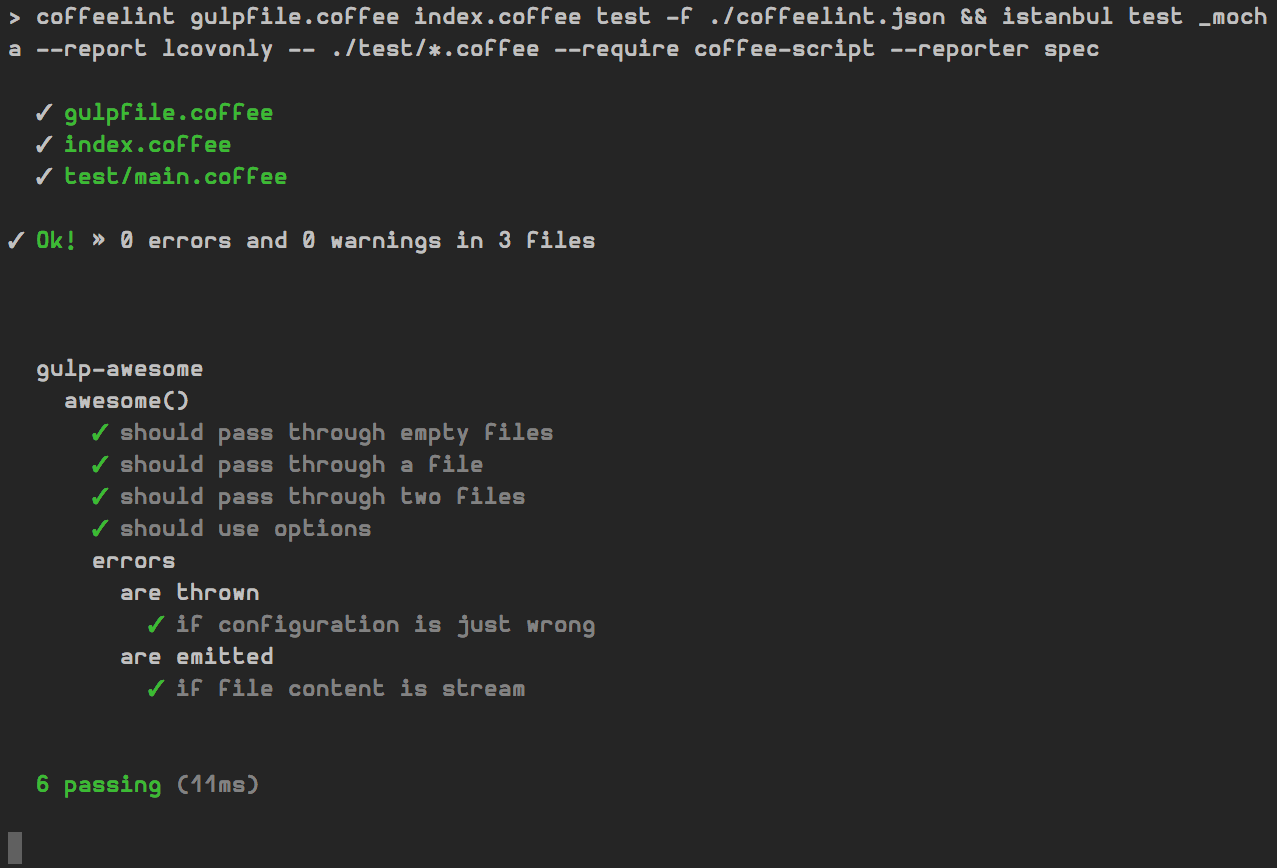 > coffeelint gulpfile.coffee index.coffee test -f ./coffeelint.json && istanbul test _moch
a --report lcovonly -- ./test/*.coffee --require coffee-script --reporter spec
✓ gulpfile.coffee
✓ index.coffee
✓ test/main.coffee
✓ Ok! » 0 errors and 0 warnings in 3 files
gulp-awesome
awesome()
✓ should pass through empty files
✓ should pass through a file
✓ should pass through two files
✓ should use options
errors
are thrown
✓ if configuration is just wrong
are emitted
✓ if file content is stream
6 passing (11ms)